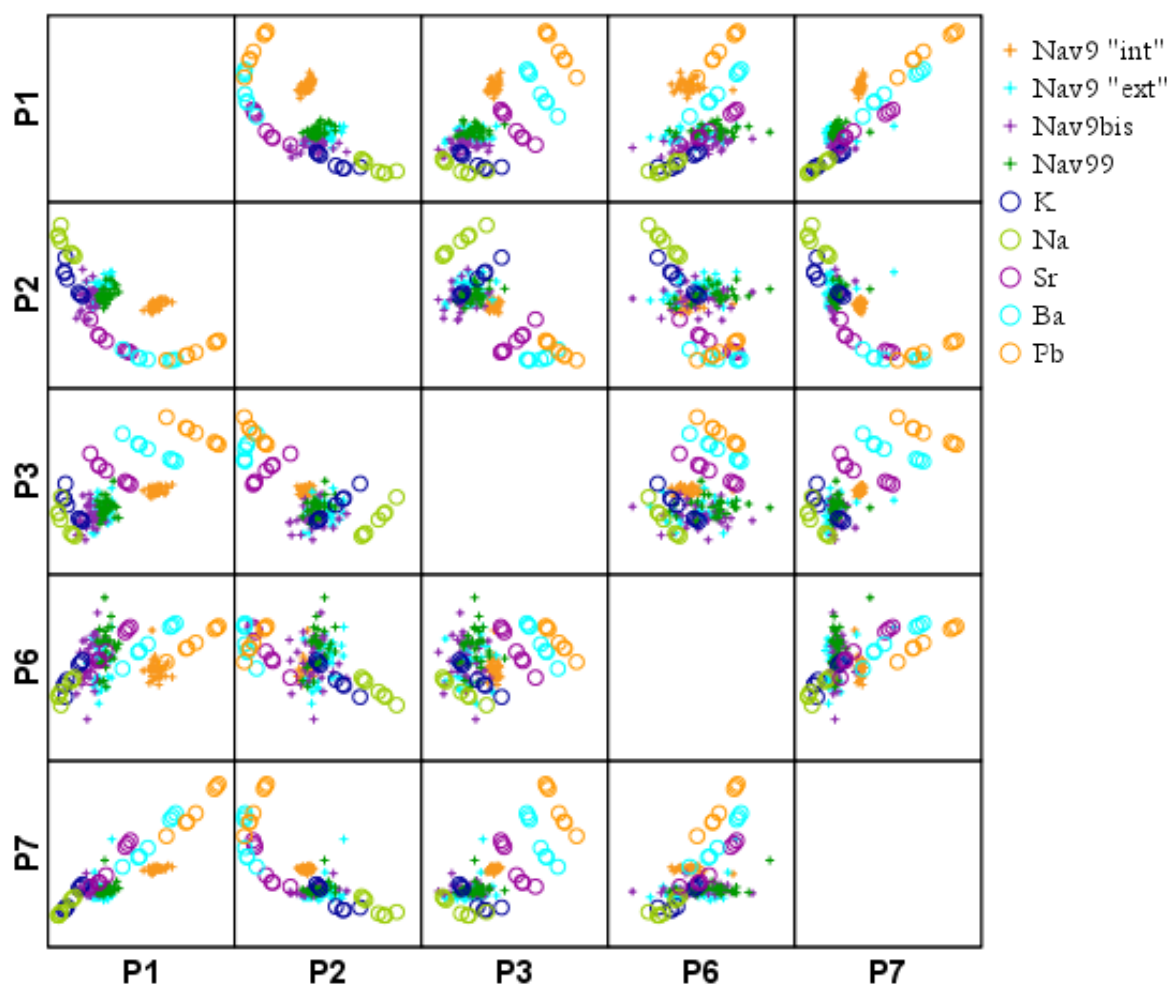 P1
P2
P3
P6
P7
P1 P2 P3 P6 P7
Nav9 "int"
Nav9 "ext"
Nav9bis
Nav99
K
Na
Sr
Ba
Pb